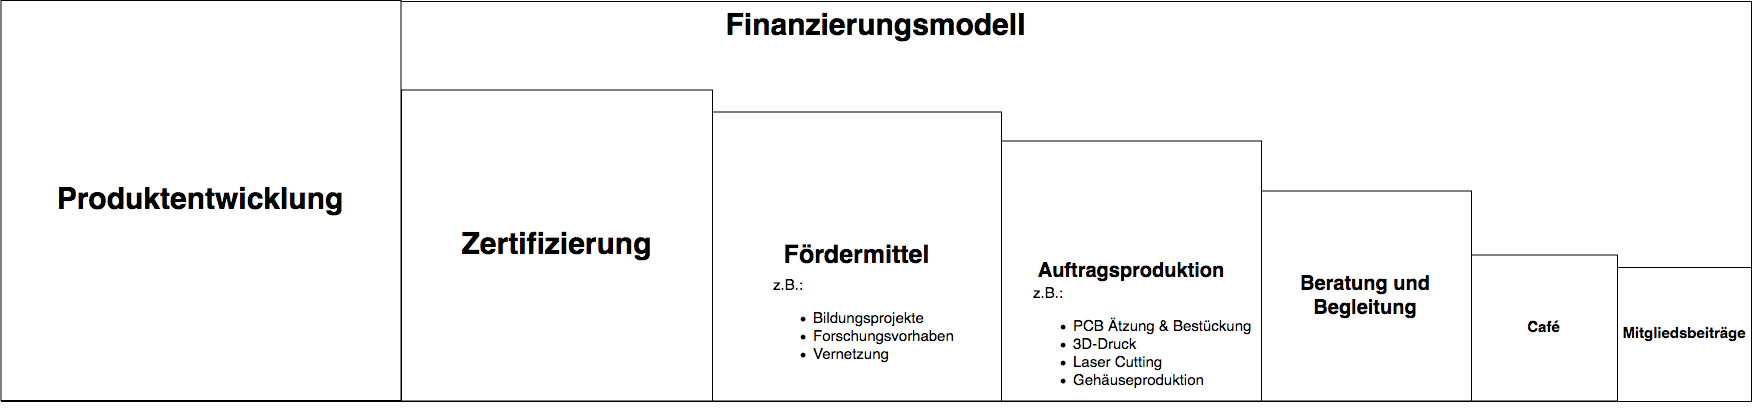 Finanzierungsmodell
Produktentwicklung
Zertifizierung
Fördermittel
z.B.:
• Bildungsprojekte
• Forschungsvorhaben
• Vernetzung
Auftragsproduktion
z.B.:
• PCB Ätzung & Bestückung
• 3D-Druck
• Laser Cutting
• Gehäuseproduktion
Beratung und
Begleitung
Café
Mitgliedsbeiträge